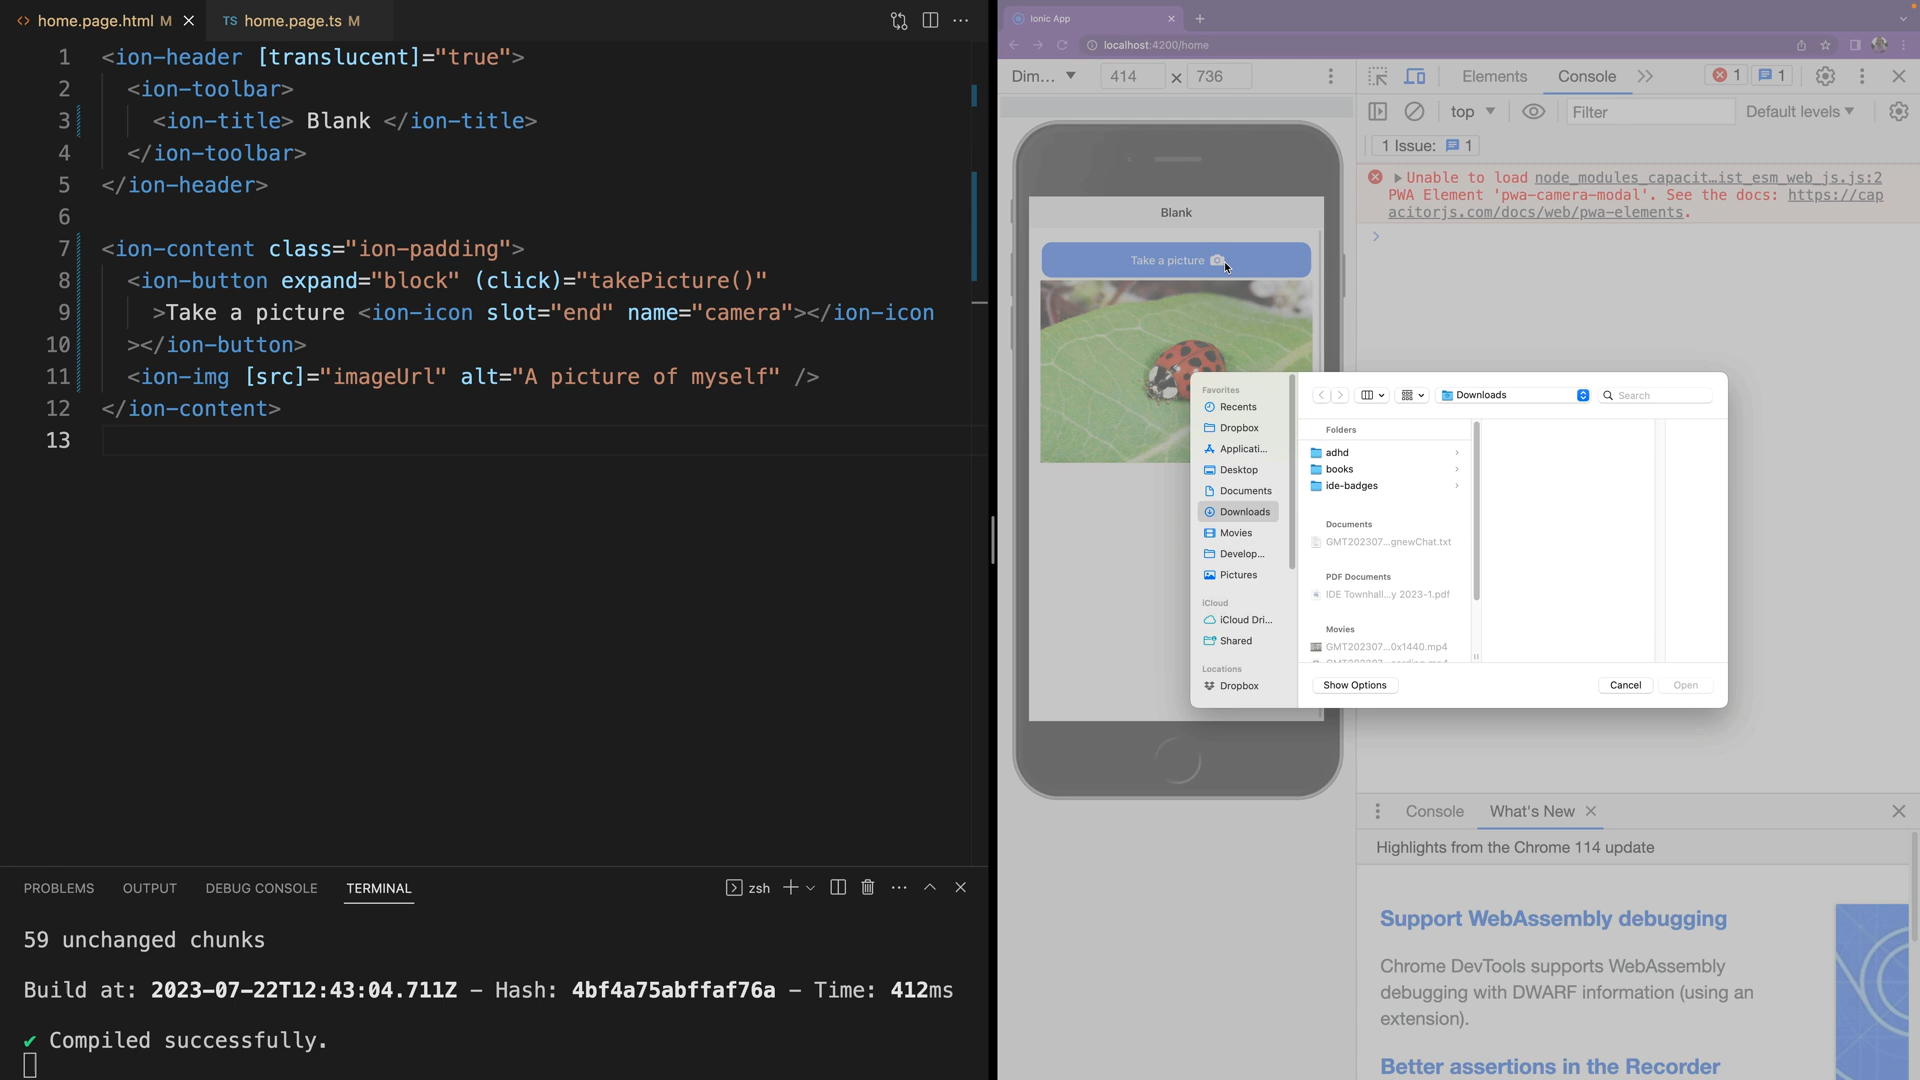 home.page.html M
TS home.page.ts M
1 <ion-header [translucent]="true">
2 <ion-toolbar>
3 <ion-title> Blank </ion-title>
4 </ion-toolbar>
5 </ion-header>
6
7 <ion-content class="ion-padding">
8 <ion-button expand="block" (click)="takePicture()"
9 >Take a picture <ion-icon slot="end" name="camera"></ion-icon
10 ></ion-button>
11 <ion-img [src]="imageUrl" alt="A picture of myself" />
12 </ion-content>
13
PROBLEMS OUTPUT DEBUG CONSOLE TERMINAL
zsh
59 unchanged chunks
Build at: 2023-07-22T12:43:04.711Z - Hash: 4bf4a75abffaf76a - Time: 412ms
✔ Compiled successfully.
Ionic App
localhost:4200/home
Dim... 414 × 736
Blank
Take a picture
Elements Console 1 1
top Filter Default levels
1 Issue: 1
Unable to load node_modules_capacit…ist_esm_web_js.js:2
PWA Element 'pwa-camera-modal'. See the docs: https://cap
acitorjs.com/docs/web/pwa-elements.
Favorites
Recents
Dropbox
Applicati...
Desktop
Documents
Downloads
Movies
Develop...
Pictures
iCloud
iCloud Dri...
Shared
Locations
Dropbox
Downloads
Search
Folders
adhd
books
ide-badges
Documents
GMT202307...gnewChat.txt
PDF Documents
IDE Townhall...y 2023-1.pdf
Movies
GMT202307...0x1440.mp4
Show Options
Cancel
Open
Console What's New
Highlights from the Chrome 114 update
Support WebAssembly debugging
Chrome DevTools supports WebAssembly
debugging with DWARF information (using an
extension).
Better assertions in the Recorder